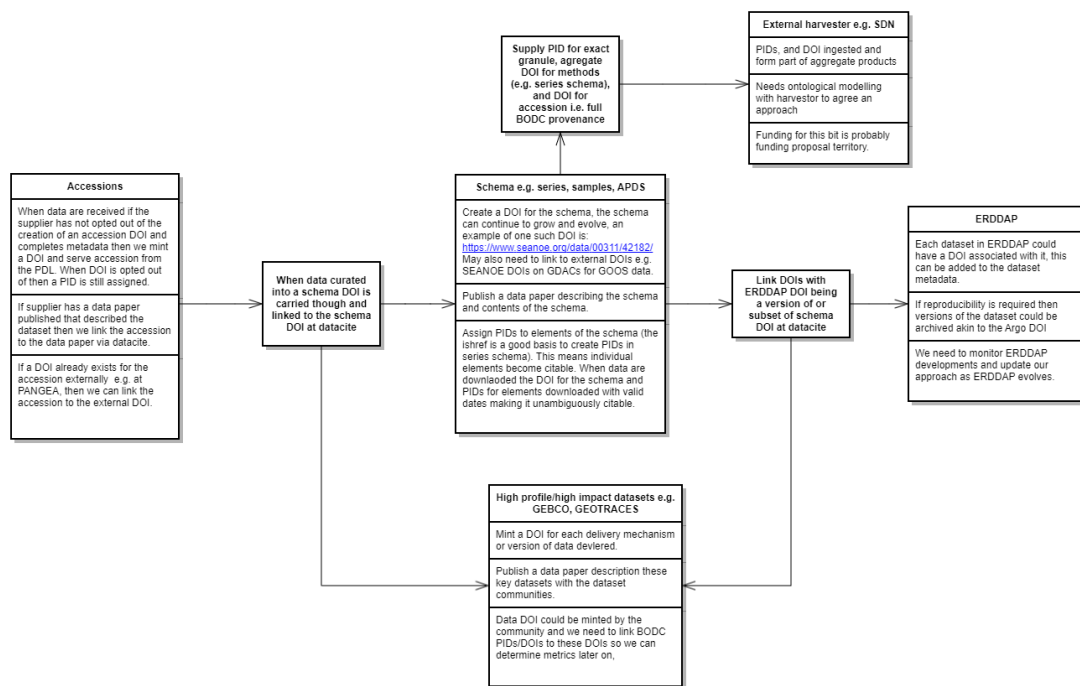 External harvester e.g. SDN
PIDs, and DOI ingested and
form part of aggregate products
Needs ontological modelling
with harvestor to agree an
approach
Funding for this bit is probably
funding proposal territory.
Supply PID for exact
granule, agregate
DOI for methods
(e.g. series schema),
and DOI for
accession i.e. full
BODC provenance
Accessions
When data are received if the
supplier has not opted out of the
creation of an accession DOI and
completes metadata then we mint
a DOI and serve accession from
the PDL. When DOI is opted out
of then a PID is still assigned.
If supplier has a data paper
published that described the
dataset then we link the accession
to the data paper via datacite.
If a DOI already exists for the
accession externally e.g. at
PANGEA, then we can link the
accession to the external DOI.
When data curated
into a schema DOI is
carried though and
linked to the schema
DOI at datacite
Schema e.g. series, samples, APDS
Create a DOI for the schema, the schema
can continue to grow and evolve, an
example of one such DOI is:
https://www.seanoe.org/data/00311/42182/
May also need to link to external DOIs e.g.
SEANOE DOIs on GDACs for GOOS data.
Publish a data paper describing the schema
and contents of the schema.
Assign PIDs to elements of the schema (the
ishref is a good basis to create PIDs in
series schema). This means individual
elements become citable. When data are
downlaoded the DOI for the schema and
PIDs for elements downloaded with valid
dates making it unambiguously citable.
Link DOIs with
ERDDAP DOI being
a version of or
subset of schema
DOI at datacite
ERDDAP
Each dataset in ERDDAP could
have a DOI associated with it, this
can be added to the dataset
metadata.
If reproducibility is required then
versions of the dataset could be
archived akin to the Argo DOI
We need to monitor ERDDAP
developments and update our
approach as ERDDAP evolves.
High profile/high impact datasets e.g.
GEBCO, GEOTRACES
Mint a DOI for each delivery mechanism
or version of data devlered.
Publish a data paper description these
key datasets with the dataset
communities.
Data DOI could be minted by the
community and we need to link BODC
PIDs/DOIs to these DOIs so we can
determine metrics later on,